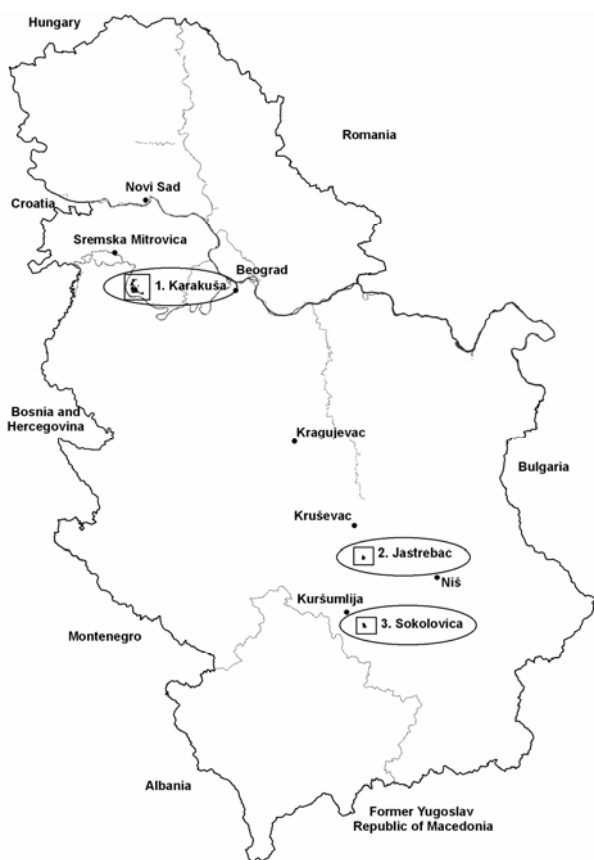 Hungary
Romania
Novi Sad
Croatia
Sremska Mitrovica
Beograd
1. Karakuša
Bosnia and
Hercegovina
Kragujevac
Bulgaria
Kruševac
2. Jastrebac
Niš
Kuršumlija
3. Sokolovica
Montenegro
Albania
Former Yugoslav
Republic of Macedonia